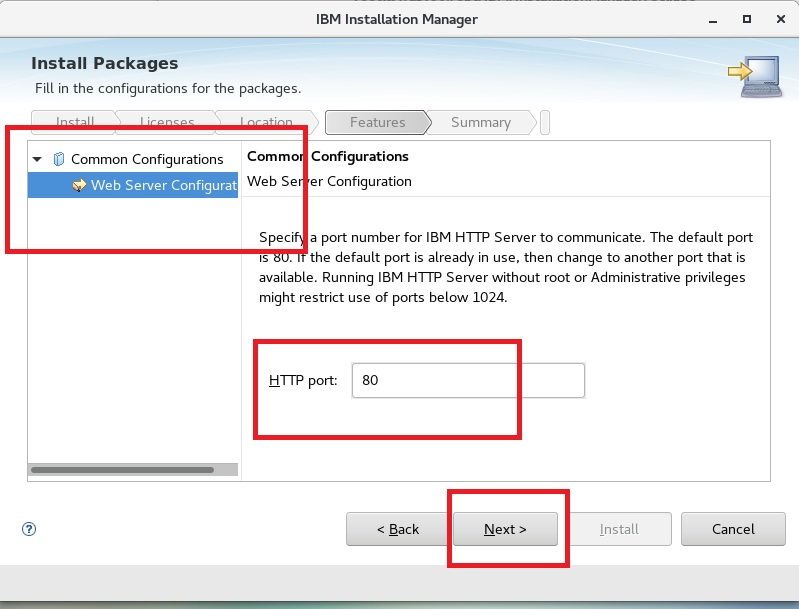 IBM Installation Manager
Install Packages
Fill in the configurations for the packages.
Install
Licenses
Location
Features
Summary
Common Configurations
Web Server Configurat
Common Configurations
Web Server Configuration
Specify a port number for IBM HTTP Server to communicate. The default port
is 80. If the default port is already in use, then change to another port that is
available. Running IBM HTTP Server without root or Administrative privileges
might restrict use of ports below 1024.
HTTP port: 80
?
< Back
Next >
Install
Cancel